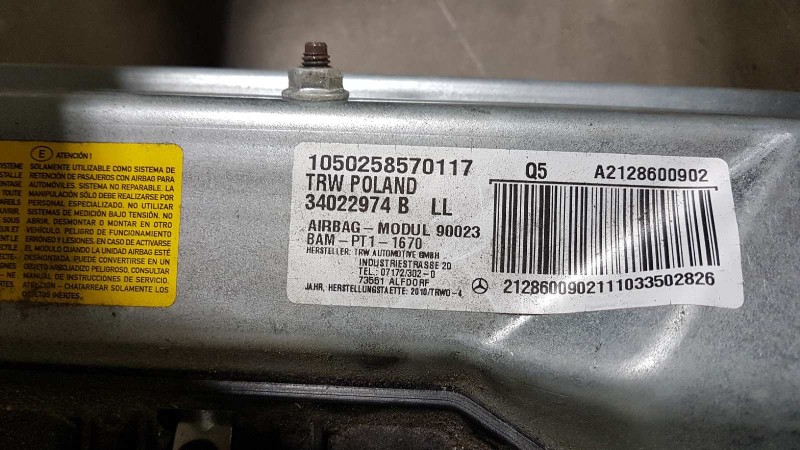 E ATENCIÓN!
SOLAMENTE UTILIZABLE COMO SISTEMA DE
RETENCIÓN DE PASAJEROS CON AIRBAG PARA
AUTOMÓVILES. SISTEMA NO REPARABLE. LA
MANIPULACIÓN SÓLO DEBE REALIZARSE POR
PERSONAL ESPECIALIZADO. NO UTILIZAR
SISTEMAS DE MEDICIÓN BAJO TENSIÓN. NO
ABRIR, DESMONTAR O MONTAR EN OTRO
VEHÍCULO. PELIGRO DE FUNCIONAMIENTO
ERRÓNEO Y LESIONES. EN CASO DE ACTIVARSE
EL MÓDULO CUANDO LA UNIDAD AIRBAG ESTÉ
DESMONTADA, PUEDE CONVERTIRSE EN UN
OBJETO ARROJADIZO PELIGROSO, CONSULTAR
MANUAL DE INSTRUCCIONES DE SERVICIO.
ATENCIÓN - CHATARREAR SOLAMENTE LOS
INERTES.
1050258570117
TRW POLAND
34022974 B LL
AIRBAG-MODUL 90023
BAM-PT1-1670
HERSTELLER: TRW AUTOMOTIVE GMBH
INDUSTRIESTRASSE 20
TEL: 07172/302-0
73551 ALFDORF
JAHR, HERSTELLUNGSTAETTE: 2010/TRWO-4
Q5 A2128600902
2128600902111033502826